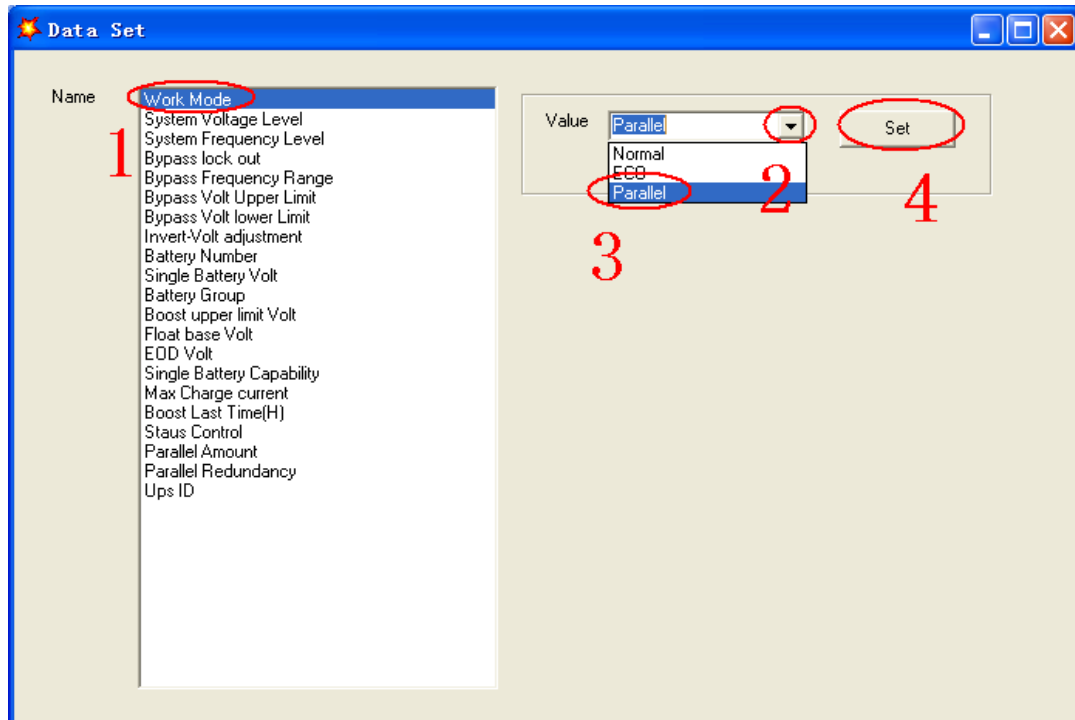 Data Set
Name
Work Mode
System Voltage Level
System Frequency Level
Bypass lock out
Bypass Frequency Range
Bypass Volt Upper Limit
Bypass Volt lower Limit
Invert-Volt adjustment
Battery Number
Single Battery Volt
Battery Group
Boost upper limit Volt
Float base Volt
EOD Volt
Single Battery Capability
Max Charge current
Boost Last Time(H)
Staus Control
Parallel Amount
Parallel Redundancy
Ups ID
1
Value
Parallel
Normal
ECO
Parallel
2
3
Set
4